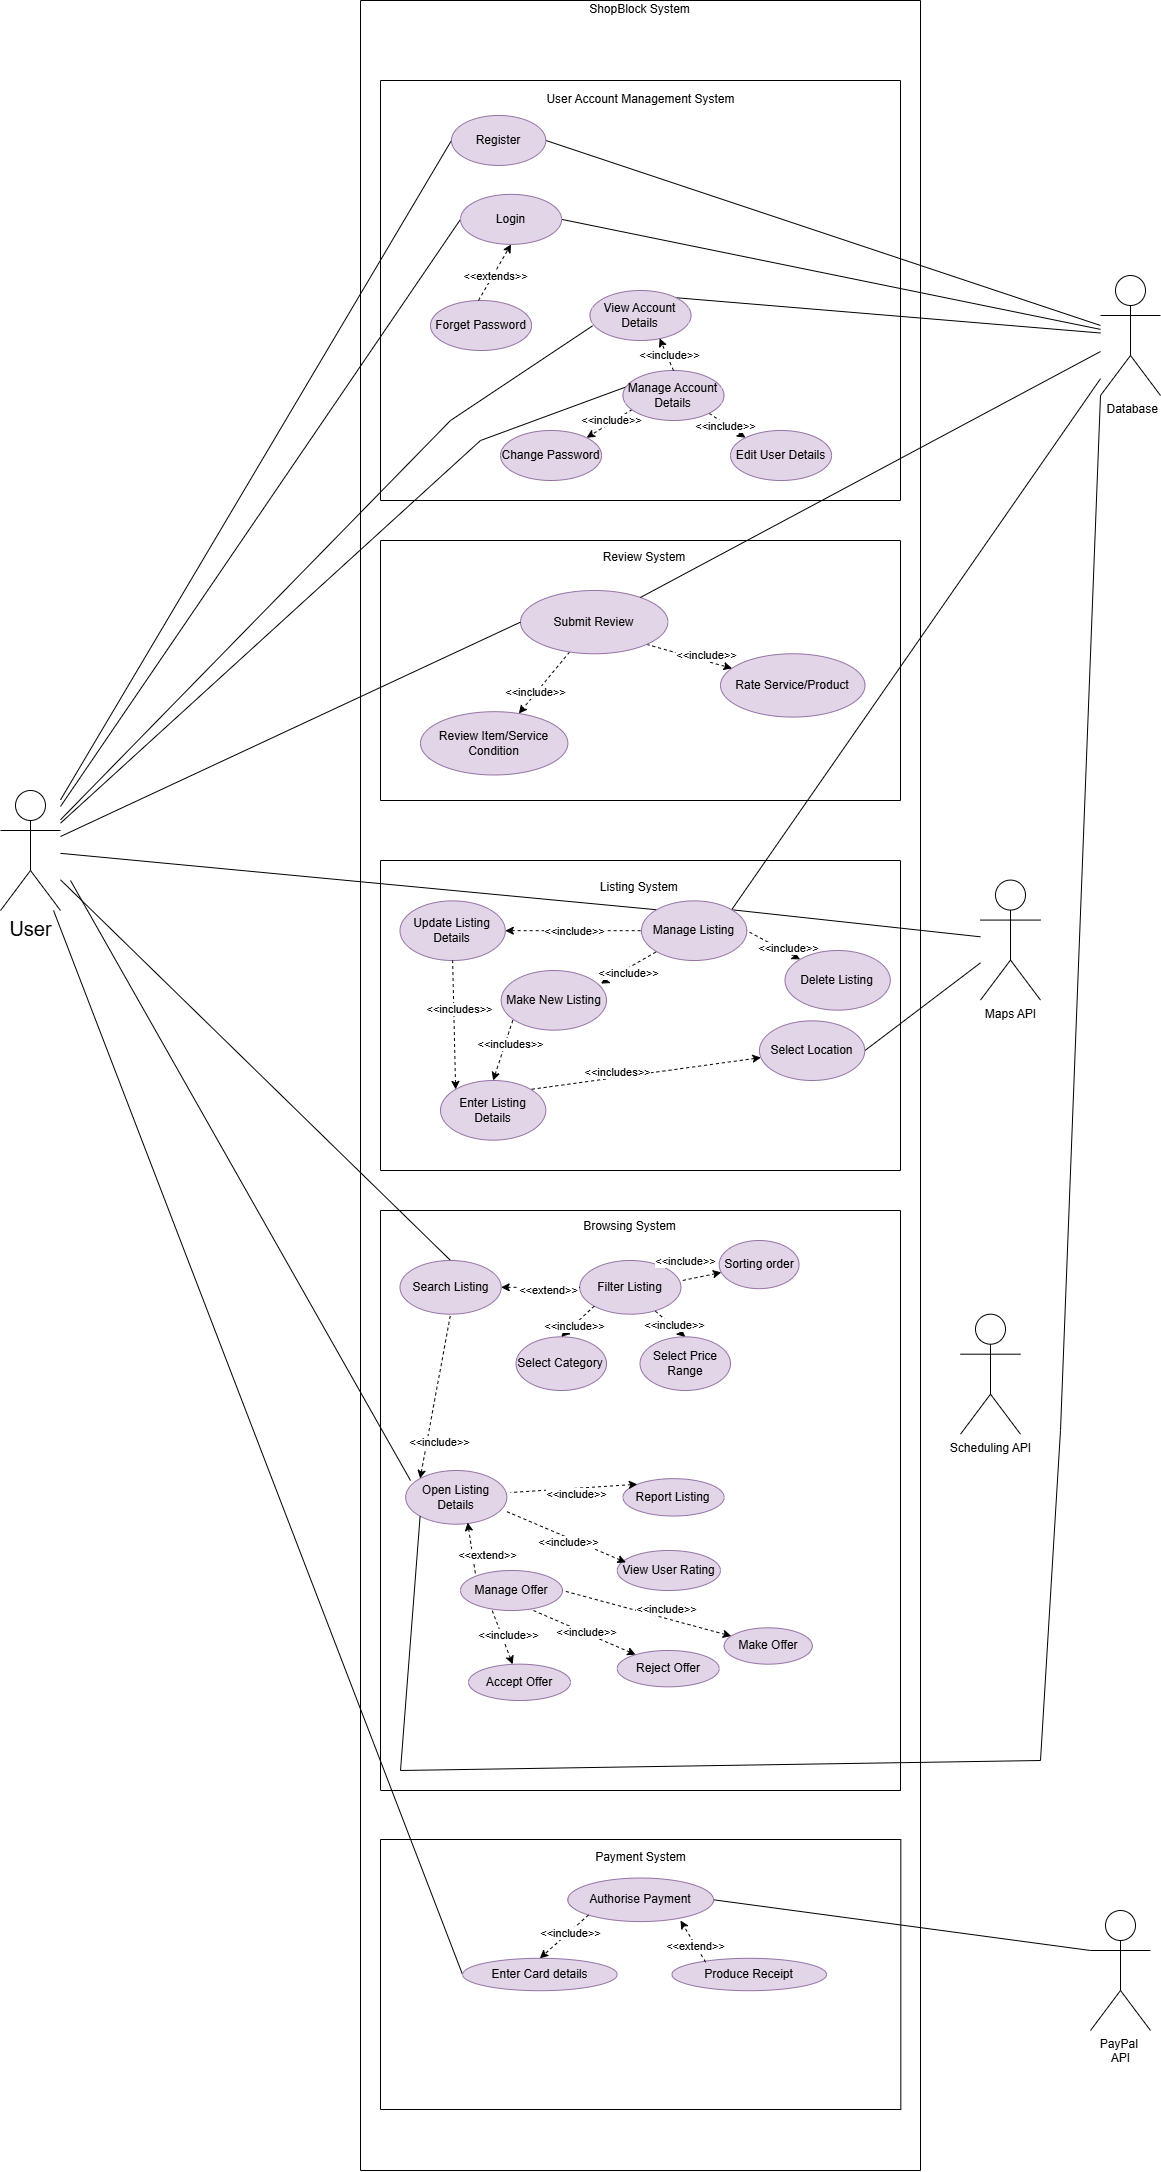 ShopBlock System
User Account Management System
Register
Login
<<extends>>
Forget Password
View Account
Details
<<include>>
Manage Account
Details
<<include>>
<<include>>
Change Password
Edit User Details
Database
Review System
Submit Review
<<include>>
Rate Service/Product
<<include>>
Review Item/Service
Condition
User
Listing System
Update Listing
Details
<<include>>
Manage Listing
<<include>>
Delete Listing
<<include>>
Make New Listing
<<includes>>
<<includes>>
Select Location
<<includes>>
Enter Listing
Details
Maps API
Browsing System
Search Listing
<<extend>>
Filter Listing
<<include>>
Sorting order
<<include>>
<<include>>
Select Category
Select Price
Range
Scheduling API
<<include>>
Open Listing
Details
<<include>>
Report Listing
<<include>>
View User Rating
<<extend>>
Manage Offer
<<include>>
<<include>>
<<include>>
Make Offer
Reject Offer
Accept Offer
Payment System
Authorise Payment
<<include>>
<<extend>>
Enter Card details
Produce Receipt
PayPal
API